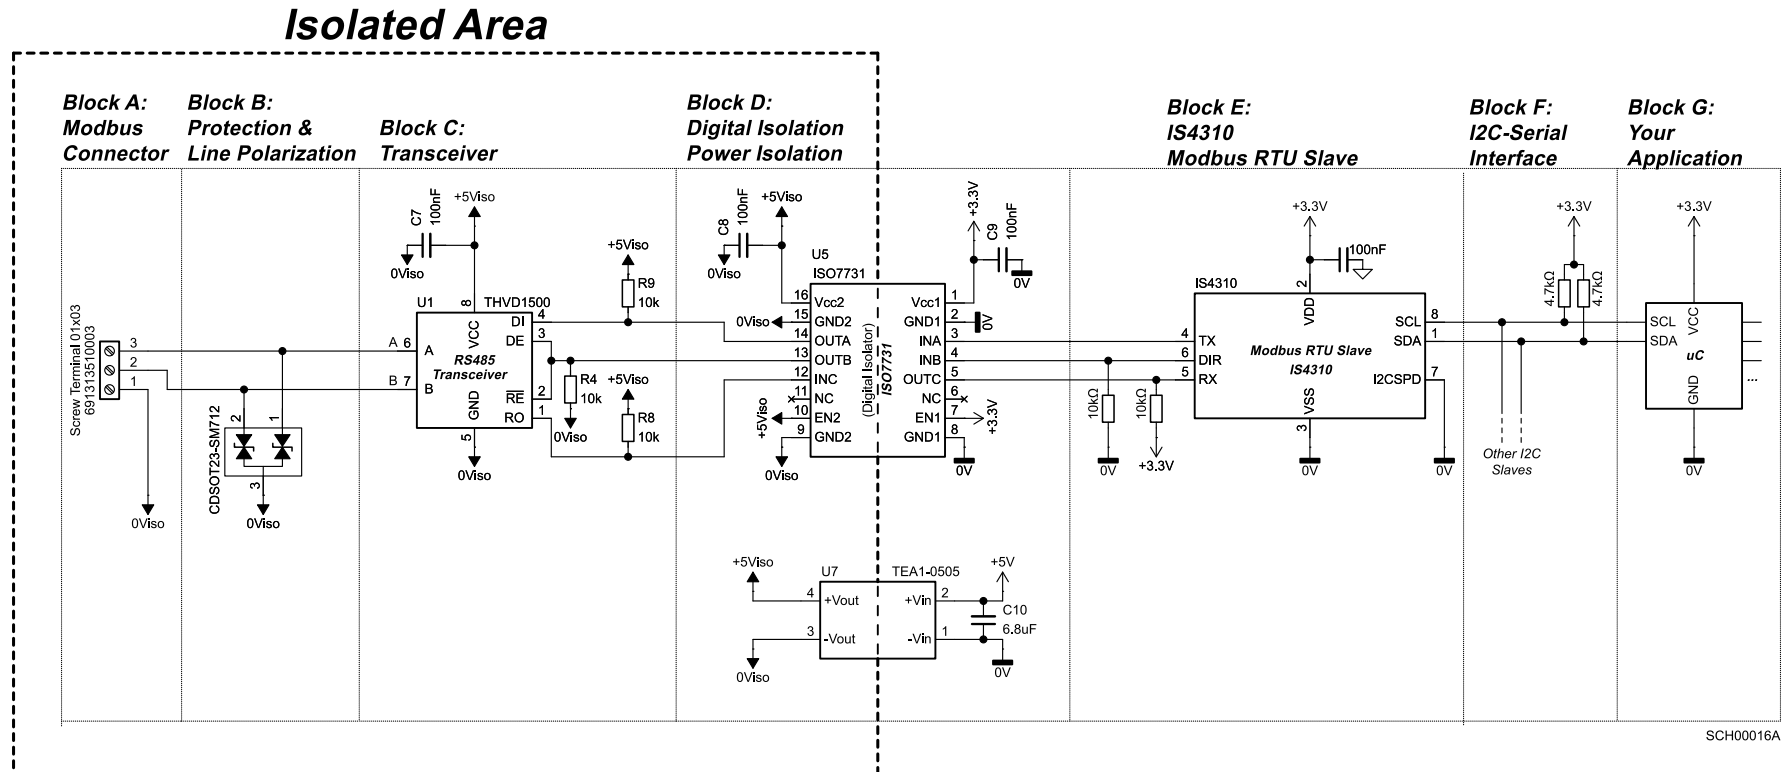 Isolated Area
Block A:
Modbus
Connector
Block B:
Protection &
Line Polarization
Block C:
Transceiver
Block D:
Digital Isolation
Power Isolation
Block E:
IS4310
Modbus RTU Slave
Block F:
I2C-Serial
Interface
Block G:
Your
Application
Screw Terminal 01x03
691313510003
3
2
1
0Viso
2
1
CDSOT23-SM712
3
0Viso
C7
100nF
+5Viso
0Viso
U1
THVD1500
8
VCC
A 6
A
B 7
B
RS485
Transceiver
DI
4
DE
3
RE
2
RO
1
GND
5
0Viso
+5Viso
R9
10k
R4
10k
0Viso
+5Viso
R8
10k
C8
100nF
+5Viso
0Viso
U5
ISO7731
16
Vcc2
0Viso
15
GND2
14
OUTA
13
OUTB
12
INC
11
NC
10
EN2
9
GND2
+5Viso
0Viso
(Digital Isolator)
ISO7731
Vcc1
1
GND1
2
0V
INA
3
INB
4
OUTC
5
NC
6
EN1
7
+3.3V
GND1
8
0V
+3.3V
C9
100nF
0V
10kΩ
0V
10kΩ
+3.3V
+3.3V
100nF
IS4310
2
VDD
4
TX
6
DIR
5
RX
Modbus RTU Slave
IS4310
SCL
8
SDA
1
I2CSPD
7
VSS
3
0V
0V
+3.3V
4.7kΩ
4.7kΩ
Other I2C
Slaves
+3.3V
SCL
SDA
VCC
uC
GND
...
0V
+5Viso
U7
TEA1-0505
4
+Vout
3
-Vout
0Viso
+Vin
2
-Vin
1
+5V
C10
6.8uF
0V
SCH00016A